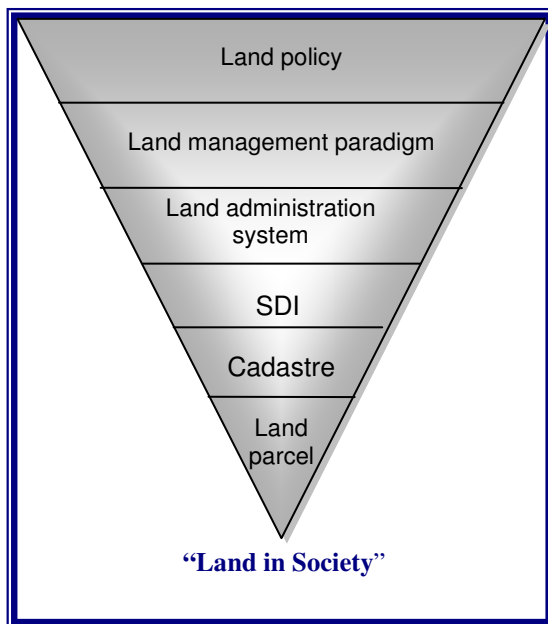 Land policy
Land management paradigm
Land administration
system
SDI
Cadastre
Land
parcel
“Land in Society”